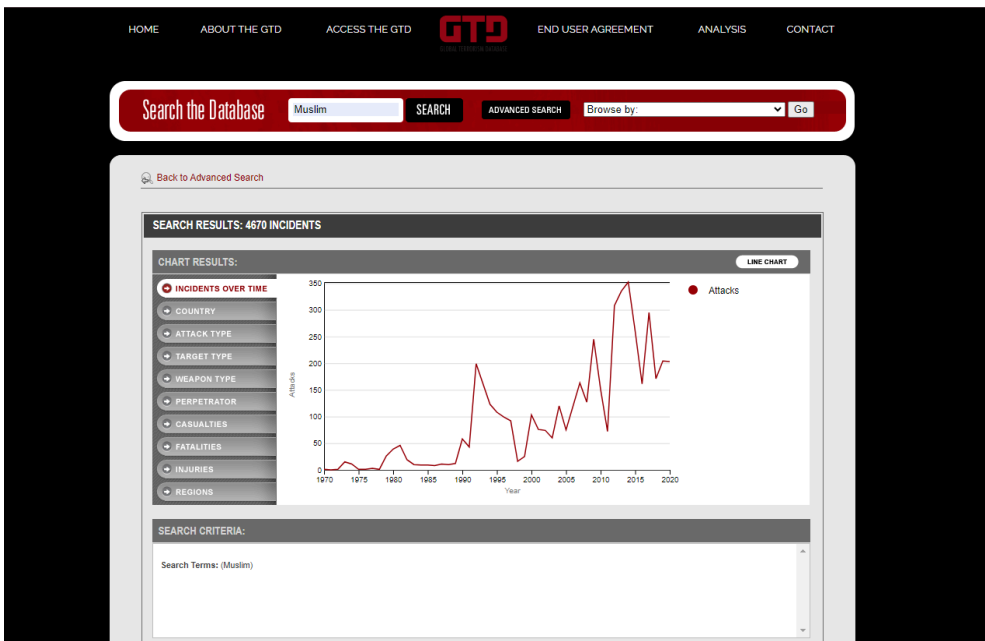 HOME ABOUT THE GTD ACCESS THE GTD GTD END USER AGREEMENT ANALYSIS CONTACT
GLOBAL TERRORISM DATABASE
Search the Database Muslim SEARCH ADVANCED SEARCH Browse by: Go
Back to Advanced Search
SEARCH RESULTS: 4670 INCIDENTS
CHART RESULTS: LINE CHART
INCIDENTS OVER TIME
COUNTRY
ATTACK TYPE
TARGET TYPE
WEAPON TYPE
PERPETRATOR
CASUALTIES
FATALITIES
INJURIES
REGIONS
350
300
250
200
150
100
50
0
Attacks
1970 1975 1980 1985 1990 1995 2000 2005 2010 2015 2020
Year
Attacks
SEARCH CRITERIA:
Search Terms: (Muslim)